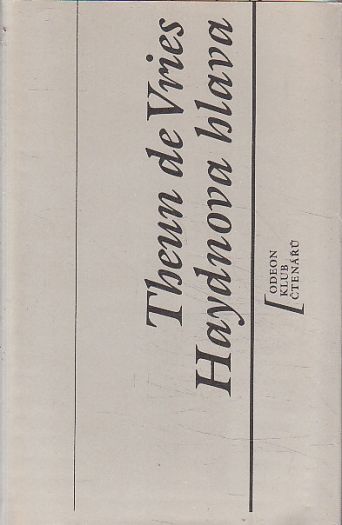 Theun de Vries
Haydnova hlava
ODEON
KLUB
ČTENÁŘŮ